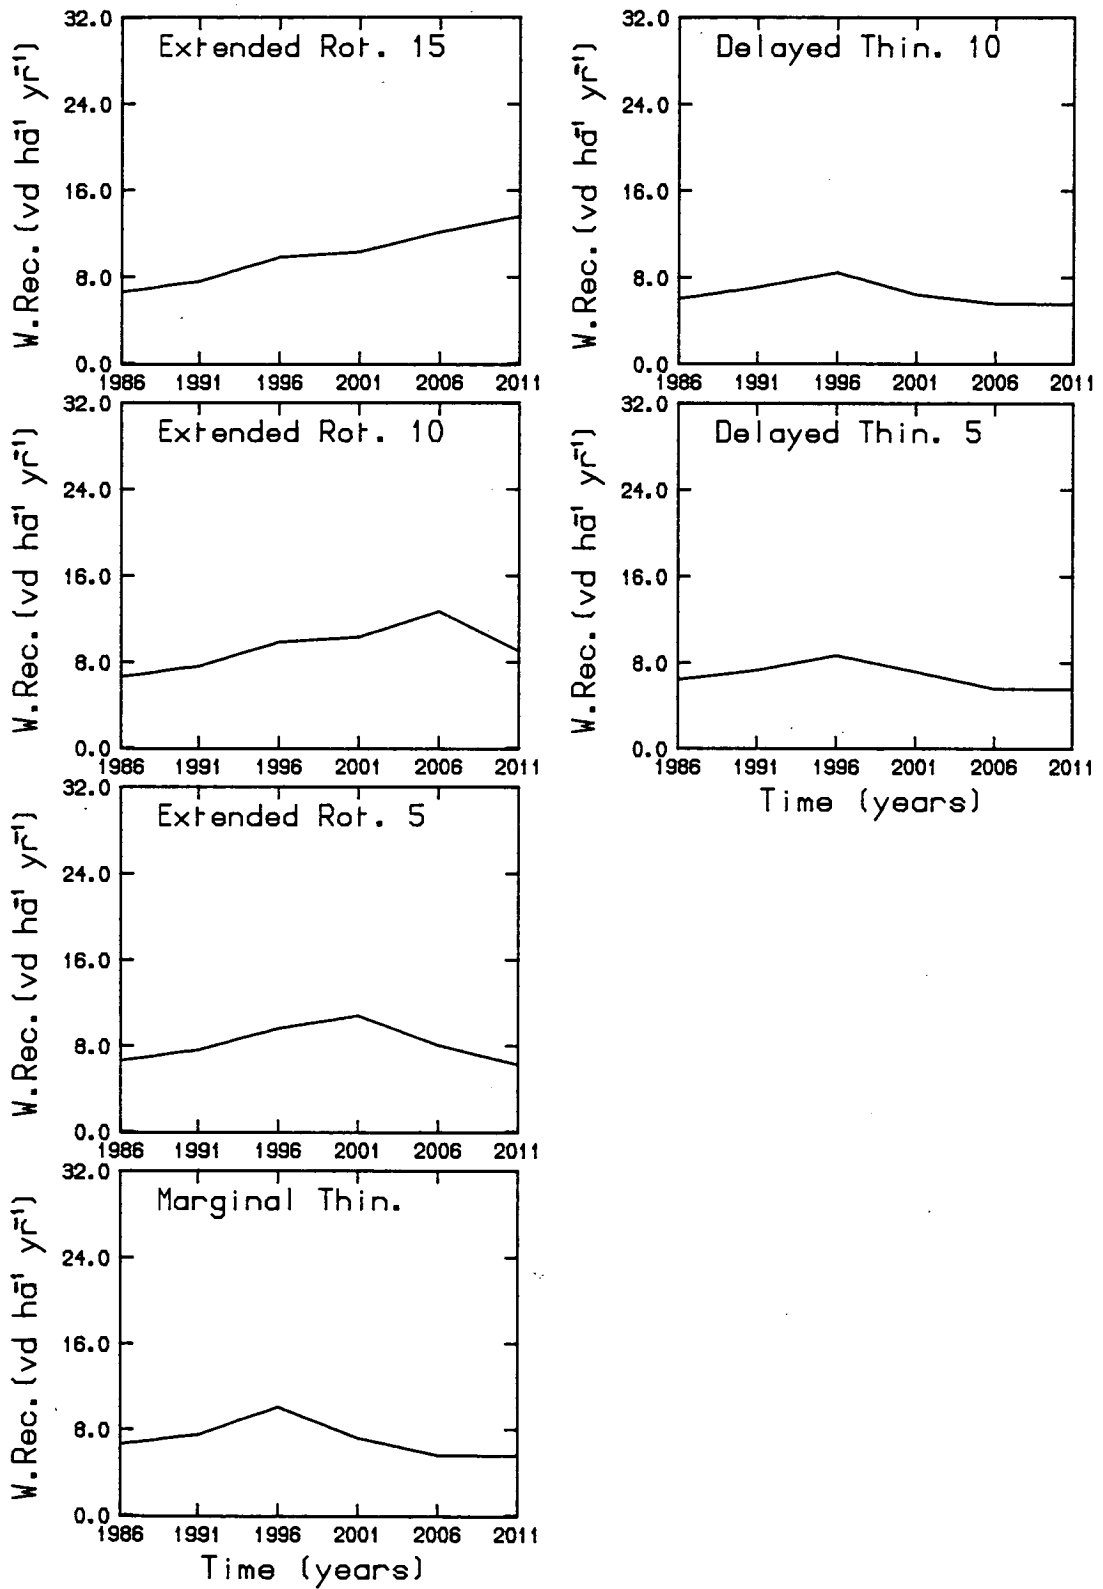 Extended Rot. 15
W.Rec.(vd ha⁻¹ yr⁻¹)
32.0
24.0
16.0
8.0
0.0
1986 1991 1996 2001 2006 2011
Delayed Thin. 10
W.Rec.(vd ha⁻¹ yr⁻¹)
32.0
24.0
16.0
8.0
0.0
1986 1991 1996 2001 2006 2011
Extended Rot. 10
W.Rec.(vd ha⁻¹ yr⁻¹)
32.0
24.0
16.0
8.0
0.0
1986 1991 1996 2001 2006 2011
Delayed Thin. 5
W.Rec.(vd ha⁻¹ yr⁻¹)
32.0
24.0
16.0
8.0
0.0
1986 1991 1996 2001 2006 2011
Time (years)
Extended Rot. 5
W.Rec.(vd ha⁻¹ yr⁻¹)
32.0
24.0
16.0
8.0
0.0
1986 1991 1996 2001 2006 2011
Marginal Thin.
W.Rec.(vd ha⁻¹ yr⁻¹)
32.0
24.0
16.0
8.0
0.0
1986 1991 1996 2001 2006 2011
Time (years)